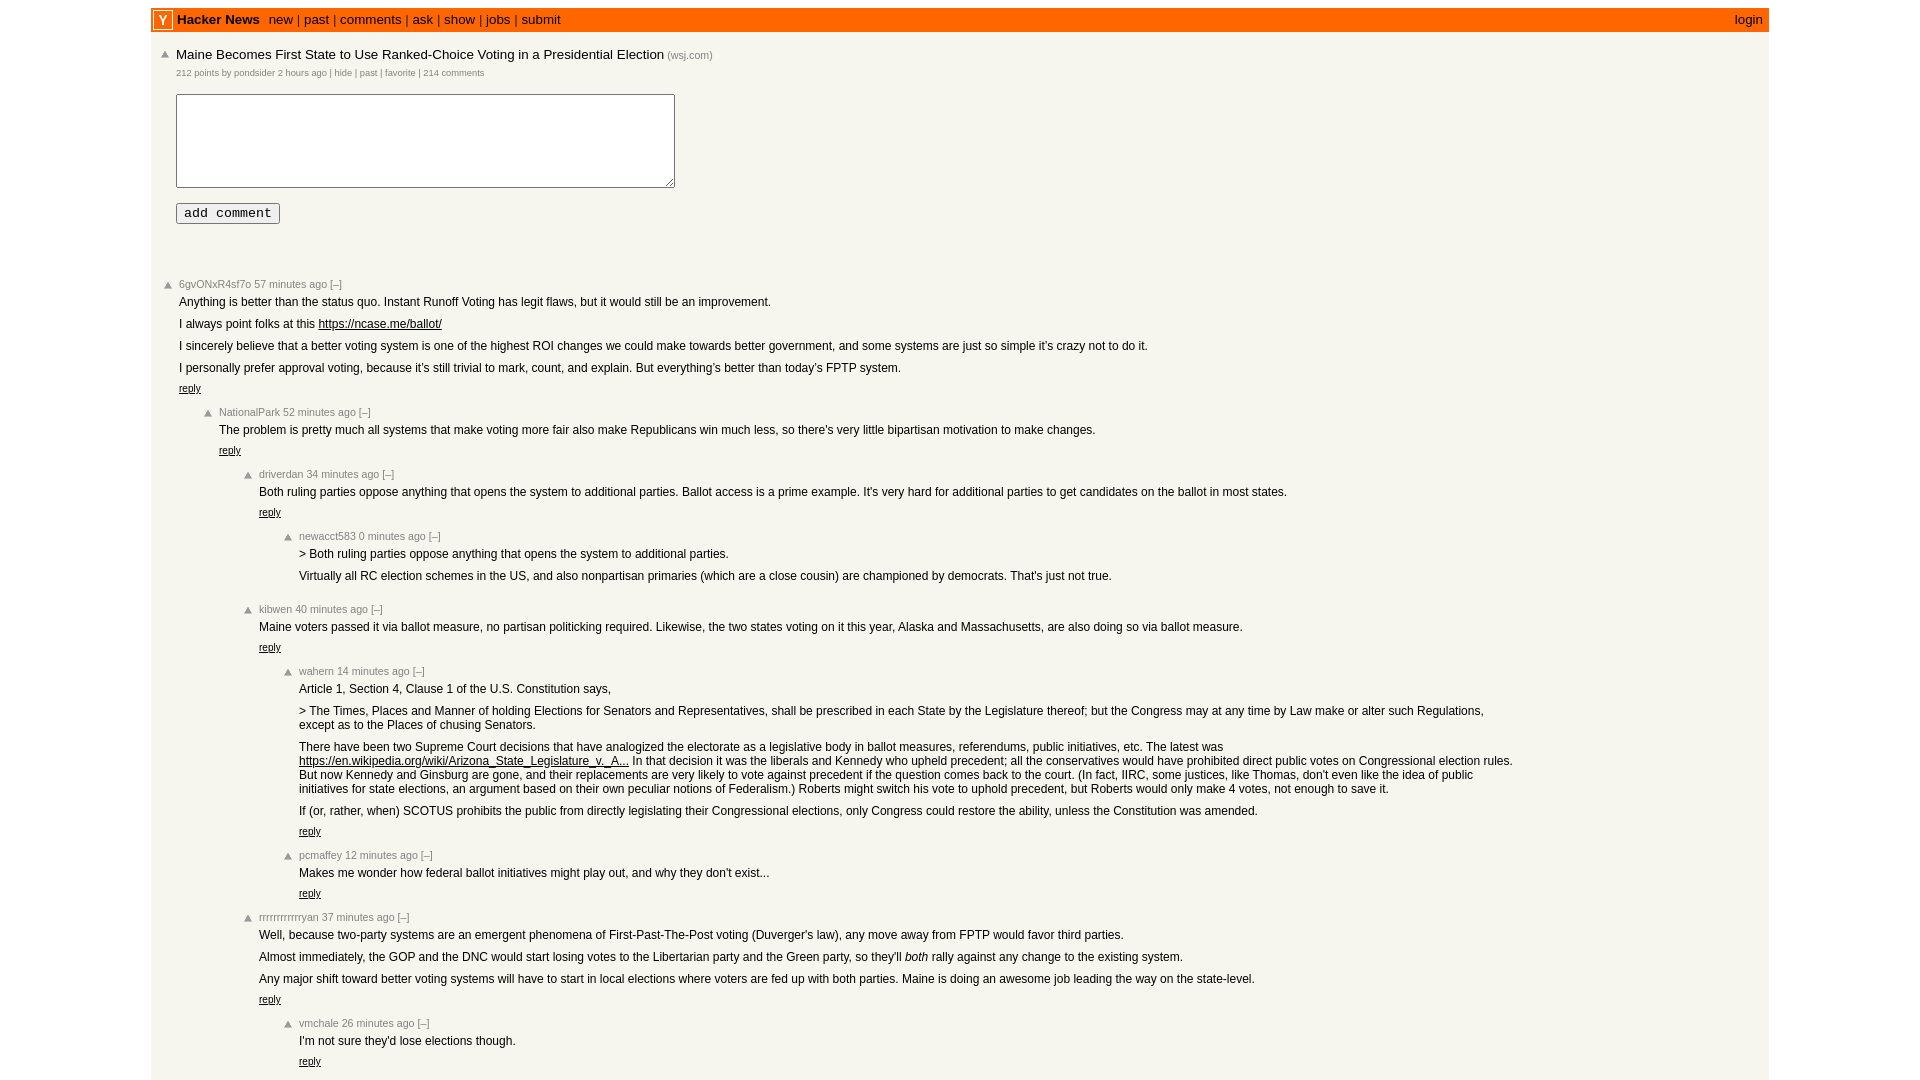 Y Hacker News new | past | comments | ask | show | jobs | submit login
Maine Becomes First State to Use Ranked-Choice Voting in a Presidential Election (wsj.com)
212 points by pondsider 2 hours ago | hide | past | favorite | 214 comments
add comment
6gvONxR4sf7o 57 minutes ago [–]
Anything is better than the status quo. Instant Runoff Voting has legit flaws, but it would still be an improvement.
I always point folks at this https://ncase.me/ballot/
I sincerely believe that a better voting system is one of the highest ROI changes we could make towards better government, and some systems are just so simple it's crazy not to do it.
I personally prefer approval voting, because it's still trivial to mark, count, and explain. But everything's better than today's FPTP system.
reply
NationalPark 52 minutes ago [–]
The problem is pretty much all systems that make voting more fair also make Republicans win much less, so there's very little bipartisan motivation to make changes.
reply
driverdan 34 minutes ago [–]
Both ruling parties oppose anything that opens the system to additional parties. Ballot access is a prime example. It's very hard for additional parties to get candidates on the ballot in most states.
reply
newacct583 0 minutes ago [–]
> Both ruling parties oppose anything that opens the system to additional parties.
Virtually all RC election schemes in the US, and also nonpartisan primaries (which are a close cousin) are championed by democrats. That's just not true.
kibwen 40 minutes ago [–]
Maine voters passed it via ballot measure, no partisan politicking required. Likewise, the two states voting on it this year, Alaska and Massachusetts, are also doing so via ballot measure.
reply
wahern 14 minutes ago [–]
Article 1, Section 4, Clause 1 of the U.S. Constitution says,
> The Times, Places and Manner of holding Elections for Senators and Representatives, shall be prescribed in each State by the Legislature thereof; but the Congress may at any time by Law make or alter such Regulations,
except as to the Places of chusing Senators.
There have been two Supreme Court decisions that have analogized the electorate as a legislative body in ballot measures, referendums, public initiatives, etc. The latest was
https://en.wikipedia.org/wiki/Arizona_State_Legislature_v._A... In that decision it was the liberals and Kennedy who upheld precedent; all the conservatives would have prohibited direct public votes on Congressional election rules.
But now Kennedy and Ginsburg are gone, and their replacements are very likely to vote against precedent if the question comes back to the court. (In fact, IIRC, some justices, like Thomas, don't even like the idea of public
initiatives for state elections, an argument based on their own peculiar notions of Federalism.) Roberts might switch his vote to uphold precedent, but Roberts would only make 4 votes, not enough to save it.
If (or, rather, when) SCOTUS prohibits the public from directly legislating their Congressional elections, only Congress could restore the ability, unless the Constitution was amended.
reply
pcmaffey 12 minutes ago [–]
Makes me wonder how federal ballot initiatives might play out, and why they don't exist...
reply
rrrrrrrrrrrryan 37 minutes ago [–]
Well, because two-party systems are an emergent phenomena of First-Past-The-Post voting (Duverger's law), any move away from FPTP would favor third parties.
Almost immediately, the GOP and the DNC would start losing votes to the Libertarian party and the Green party, so they'll both rally against any change to the existing system.
Any major shift toward better voting systems will have to start in local elections where voters are fed up with both parties. Maine is doing an awesome job leading the way on the state-level.
reply
vmchale 26 minutes ago [–]
I'm not sure they'd lose elections though.
reply